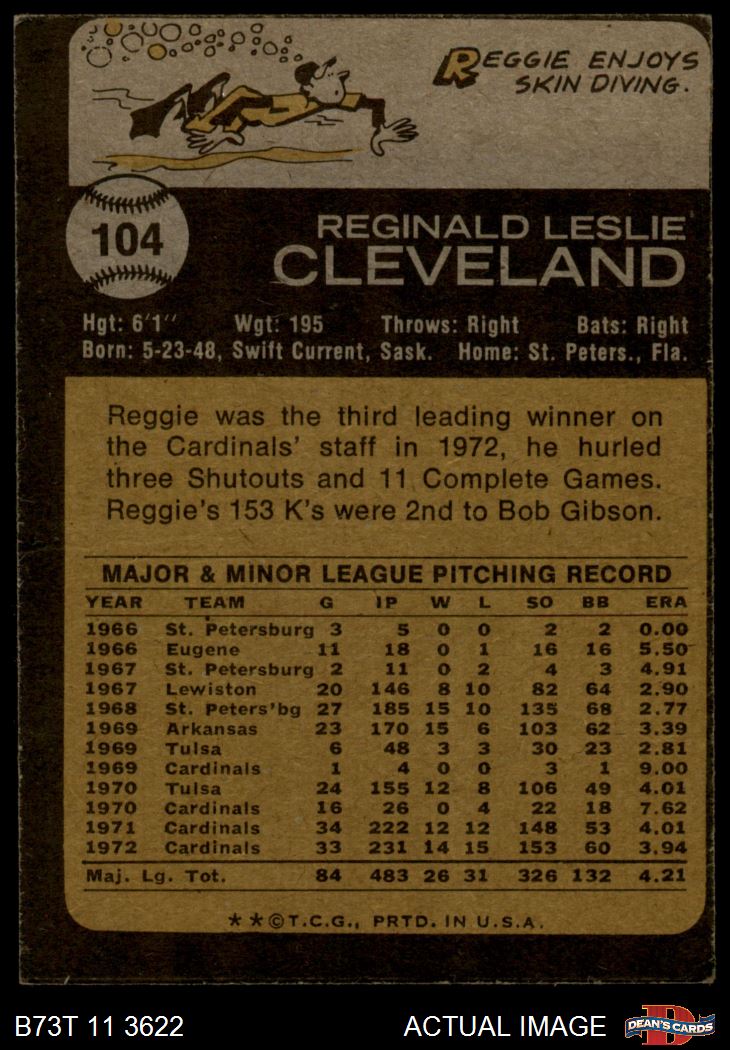 REGGIE ENJOYS
SKIN DIVING.
104
REGINALD LESLIE
CLEVELAND
Hgt: 6'1" Wgt: 195 Throws: Right Bats: Right
Born: 5-23-48, Swift Current, Sask. Home: St. Peters., Fla.
Reggie was the third leading winner on
the Cardinals' staff in 1972, he hurled
three Shutouts and 11 Complete Games.
Reggie's 153 K's were 2nd to Bob Gibson.
MAJOR & MINOR LEAGUE PITCHING RECORD
YEAR TEAM G IP W L SO BB ERA
1966 St. Petersburg 3 5 0 0 2 2 0.00
1966 Eugene 11 18 0 1 16 16 5.50
1967 St. Petersburg 2 11 0 2 4 3 4.91
1967 Lewiston 20 146 8 10 82 64 2.90
1968 St. Peters'bg 27 185 15 10 135 68 2.77
1969 Arkansas 23 170 15 6 103 62 3.39
1969 Tulsa 6 48 3 3 30 23 2.81
1969 Cardinals 1 4 0 0 3 1 9.00
1970 Tulsa 24 155 12 8 106 49 4.01
1970 Cardinals 16 26 0 4 22 18 7.62
1971 Cardinals 34 222 12 12 148 53 4.01
1972 Cardinals 33 231 14 15 153 60 3.94
Maj. Lg. Tot. 84 483 26 31 326 132 4.21
★★©T.C.G., PRTD. IN U.S.A.
B73T 11 3622 ACTUAL IMAGE
D
DEAN'S CARDS